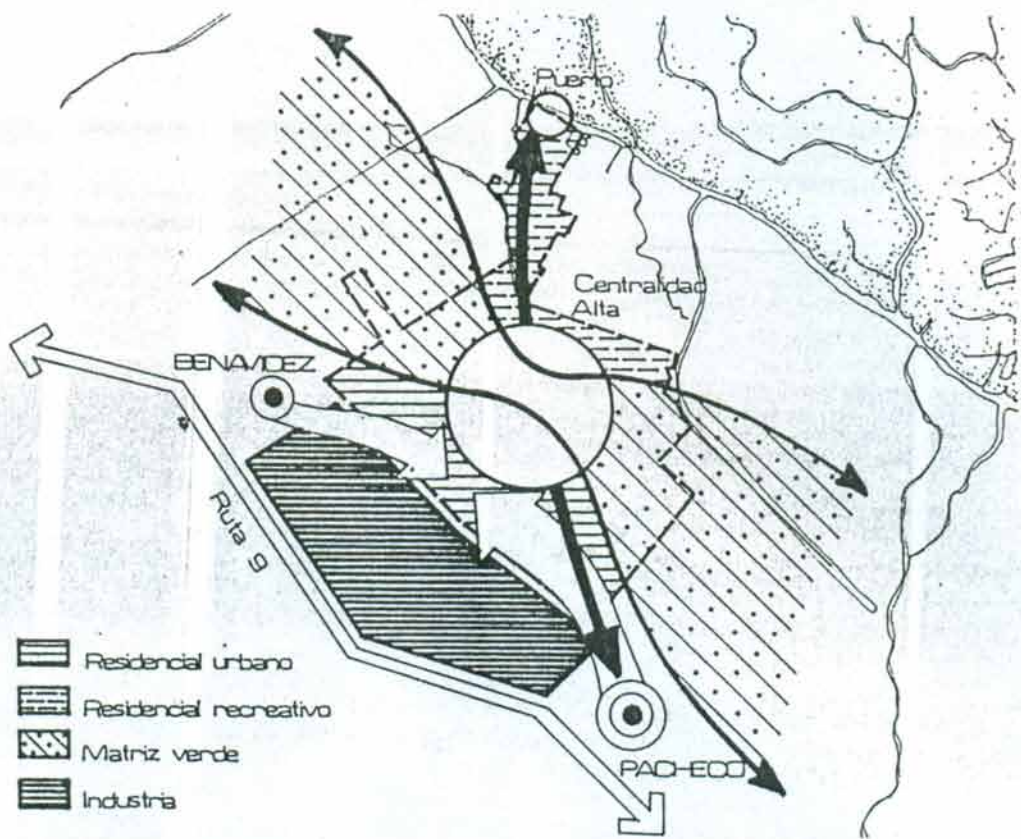 Puerto
Centralidad
Alta
BENAVIDEZ
Ruta 9
Residencial urbano
Residencial recreativo
Matriz verde
Industria
PACHECO